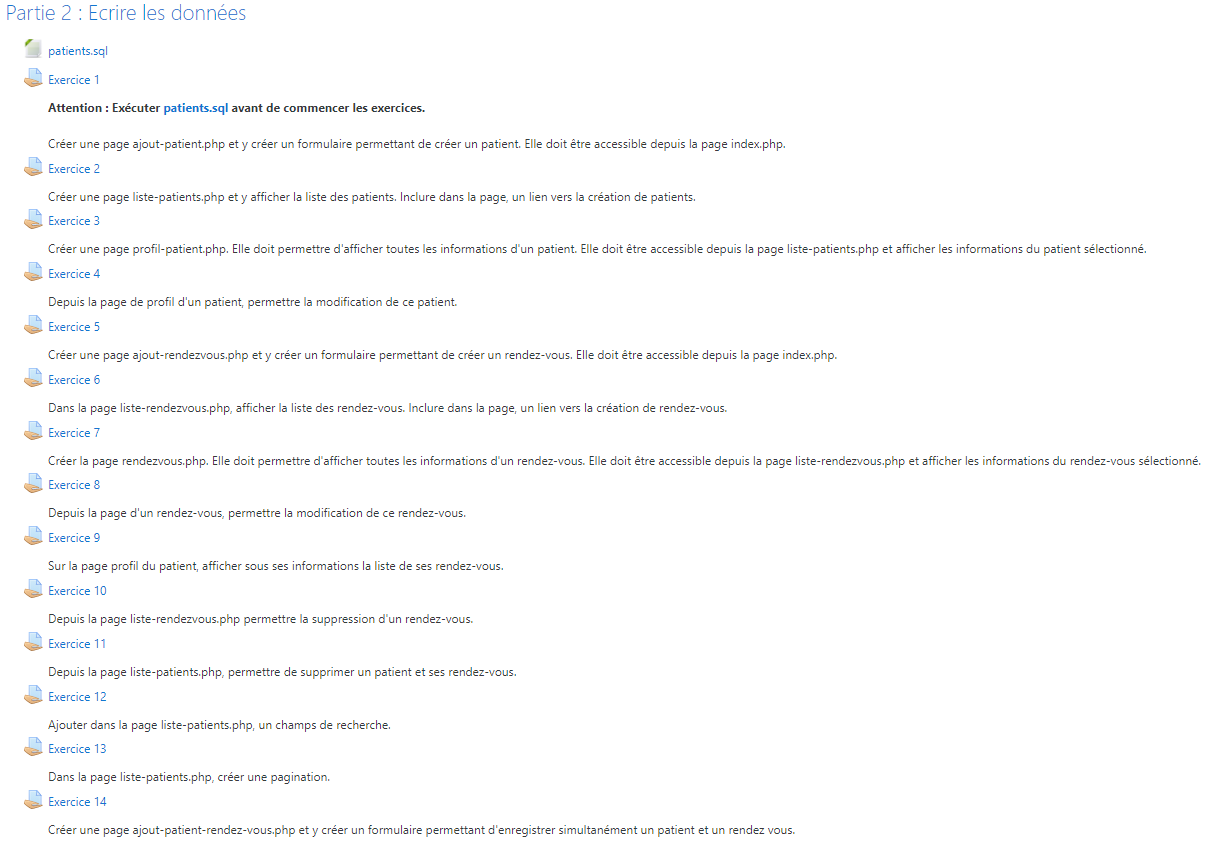 Partie 2 : Ecrire les données
patients.sql
Exercice 1
Attention : Exécuter patients.sql avant de commencer les exercices.
Créer une page ajout-patient.php et y créer un formulaire permettant de créer un patient. Elle doit être accessible depuis la page index.php.
Exercice 2
Créer une page liste-patients.php et y afficher la liste des patients. Inclure dans la page, un lien vers la création de patients.
Exercice 3
Créer une page profil-patient.php. Elle doit permettre d'afficher toutes les informations d'un patient. Elle doit être accessible depuis la page liste-patients.php et afficher les informations du patient sélectionné.
Exercice 4
Depuis la page de profil d'un patient, permettre la modification de ce patient.
Exercice 5
Créer une page ajout-rendezvous.php et y créer un formulaire permettant de créer un rendez-vous. Elle doit être accessible depuis la page index.php.
Exercice 6
Dans la page liste-rendezvous.php, afficher la liste des rendez-vous. Inclure dans la page, un lien vers la création de rendez-vous.
Exercice 7
Créer la page rendezvous.php. Elle doit permettre d'afficher toutes les informations d'un rendez-vous. Elle doit être accessible depuis la page liste-rendezvous.php et afficher les informations du rendez-vous sélectionné.
Exercice 8
Depuis la page d'un rendez-vous, permettre la modification de ce rendez-vous.
Exercice 9
Sur la page profil du patient, afficher sous ses informations la liste de ses rendez-vous.
Exercice 10
Depuis la page liste-rendezvous.php permettre la suppression d'un rendez-vous.
Exercice 11
Depuis la page liste-patients.php, permettre de supprimer un patient et ses rendez-vous.
Exercice 12
Ajouter dans la page liste-patients.php, un champs de recherche.
Exercice 13
Dans la page liste-patients.php, créer une pagination.
Exercice 14
Créer une page ajout-patient-rendez-vous.php et y créer un formulaire permettant d'enregistrer simultanément un patient et un rendez vous.